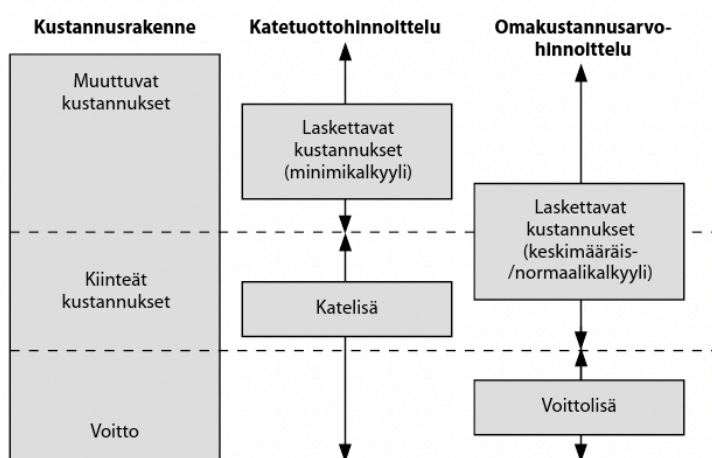 Kustannusrakenne
Katetuottohinnoittelu
Omakustannusarvo-
hinnoittelu
Muuttuvat
kustannukset
Kiinteät
kustannukset
Voitto
Laskettavat
kustannukset
(minimikalkyyli)
Katelisä
Laskettavat
kustannukset
(keskimääräis-
/normaalikalkyyli)
Voittolisä